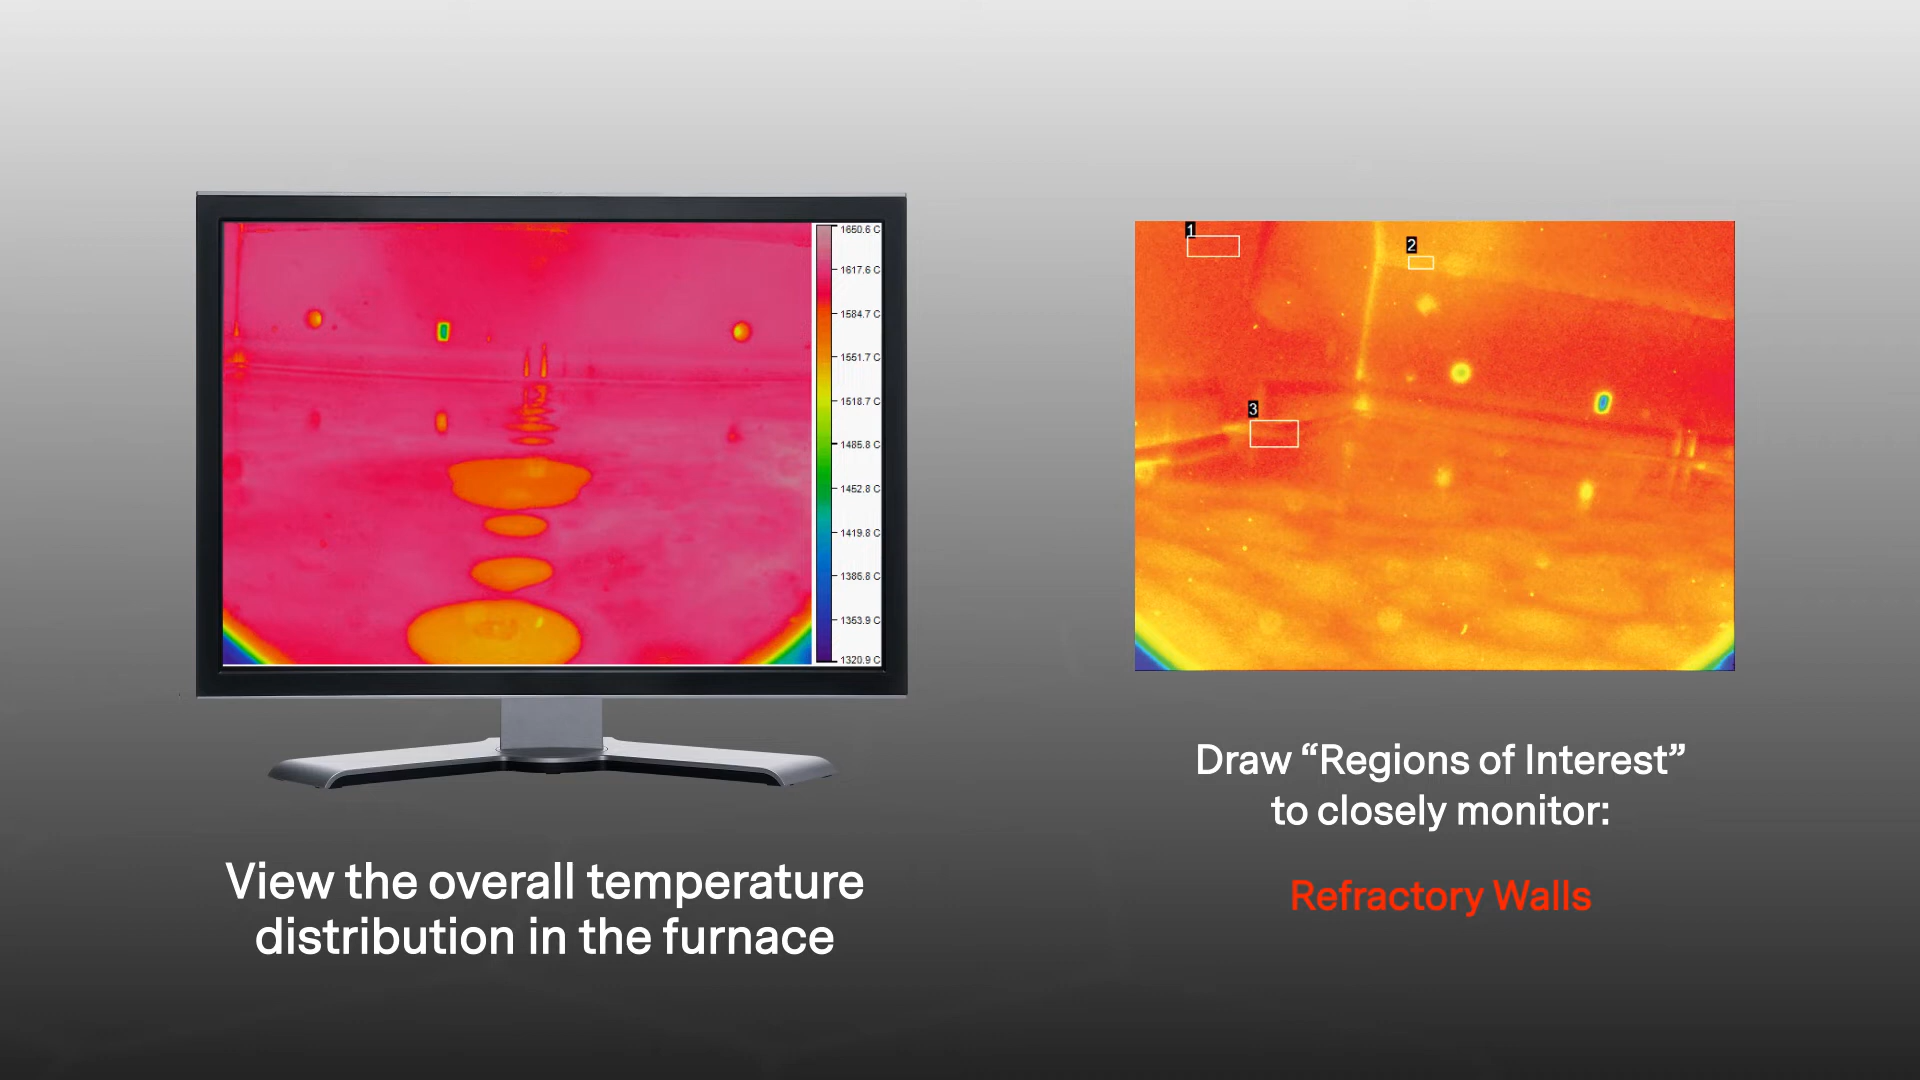 1650.6 C
1617.6 C
1584.7 C
1551.7 C
1518.7 C
1485.8 C
1452.8 C
1419.8 C
1386.8 C
1353.9 C
1320.9 C
View the overall temperature
distribution in the furnace
1
2
3
Draw “Regions of Interest”
to closely monitor:
Refractory Walls